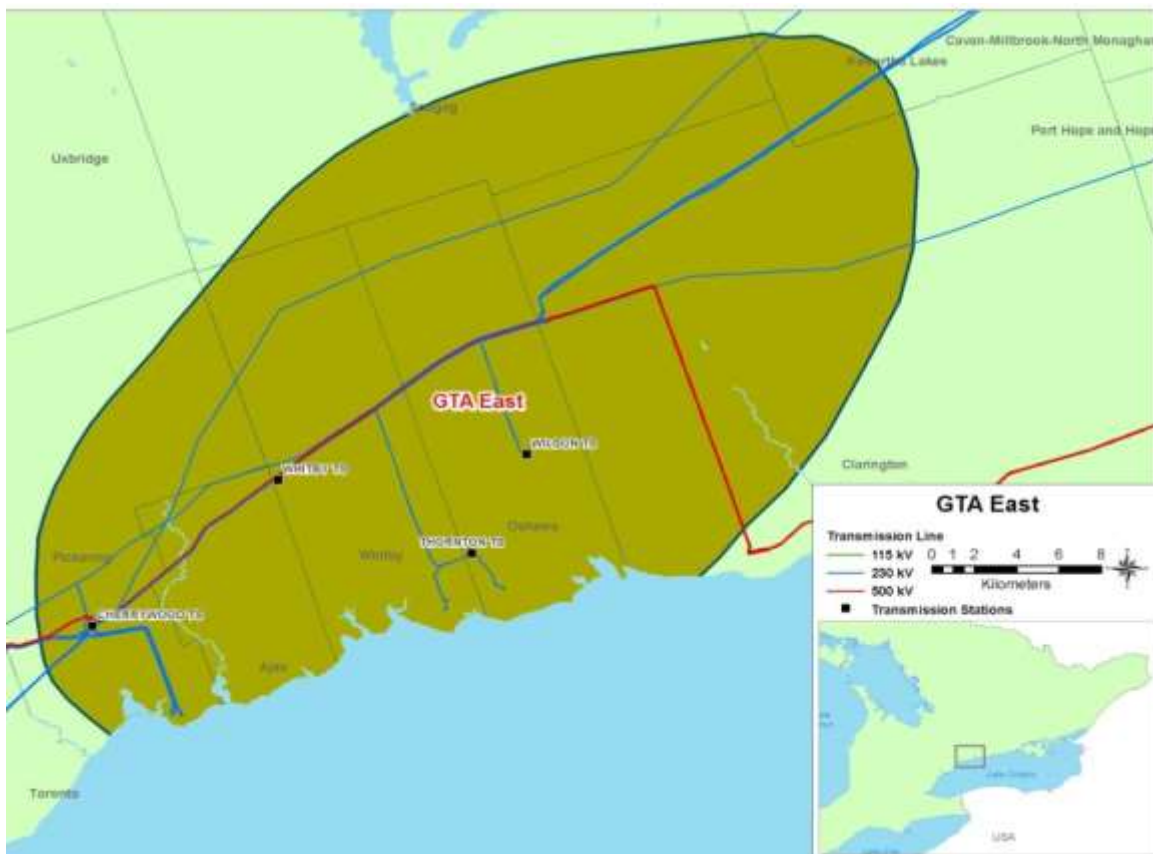 Cavan-Millbrook-North Monaghan
Kawartha Lakes
Scugog
Port Hope and Hope
Uxbridge
GTA East
WILSON TS
WHITBY TS
Clarington
Oshawa
THORNTON TS
Whitby
Pickering
CHERRYWOOD TS
Ajax
Toronto
GTA East
Transmission Line
115 kV
230 kV
500 kV
0 1 2 4 6 8
Kilometers
Transmission Stations
Lake Ontario
USA